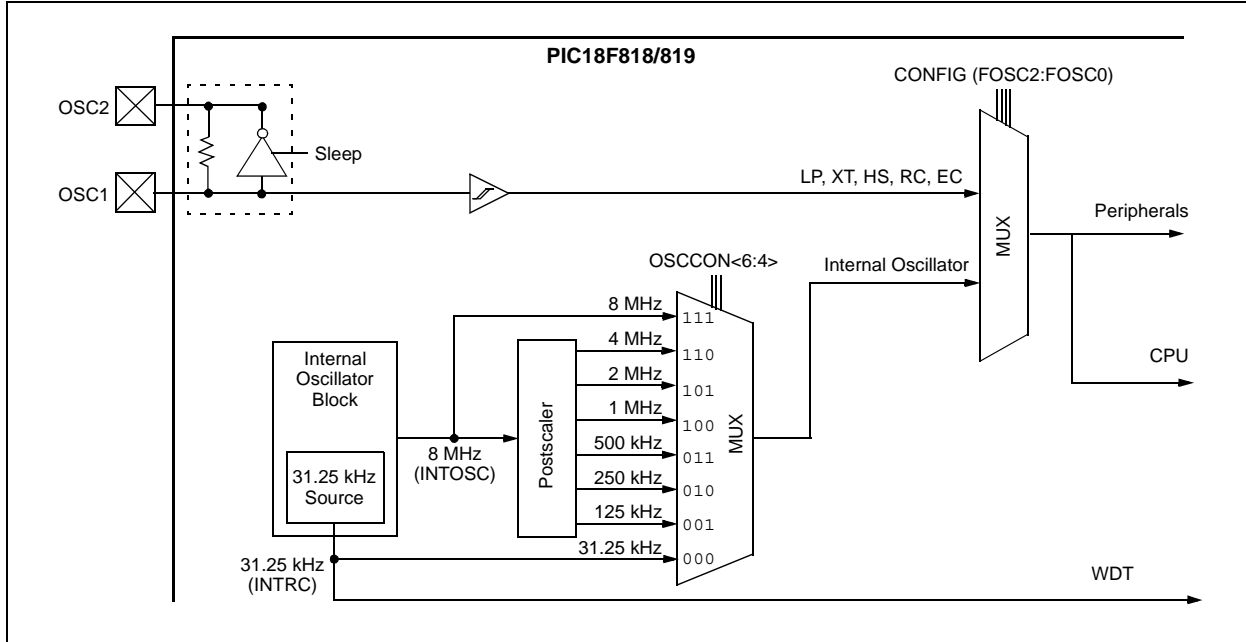 PIC18F818/819
CONFIG (FOSC2:FOSC0)
OSC2
Sleep
OSC1
LP, XT, HS, RC, EC
MUX
Peripherals
OSCCON<6:4>
Internal Oscillator
8 MHz
111
4 MHz
110
Internal
Oscillator
Block
CPU
2 MHz
101
1 MHz
100
MUX
Postscaler
8 MHz
(INTOSC)
500 kHz
011
31.25 kHz
Source
250 kHz
010
125 kHz
001
31.25 kHz
000
31.25 kHz
(INTRC)
WDT